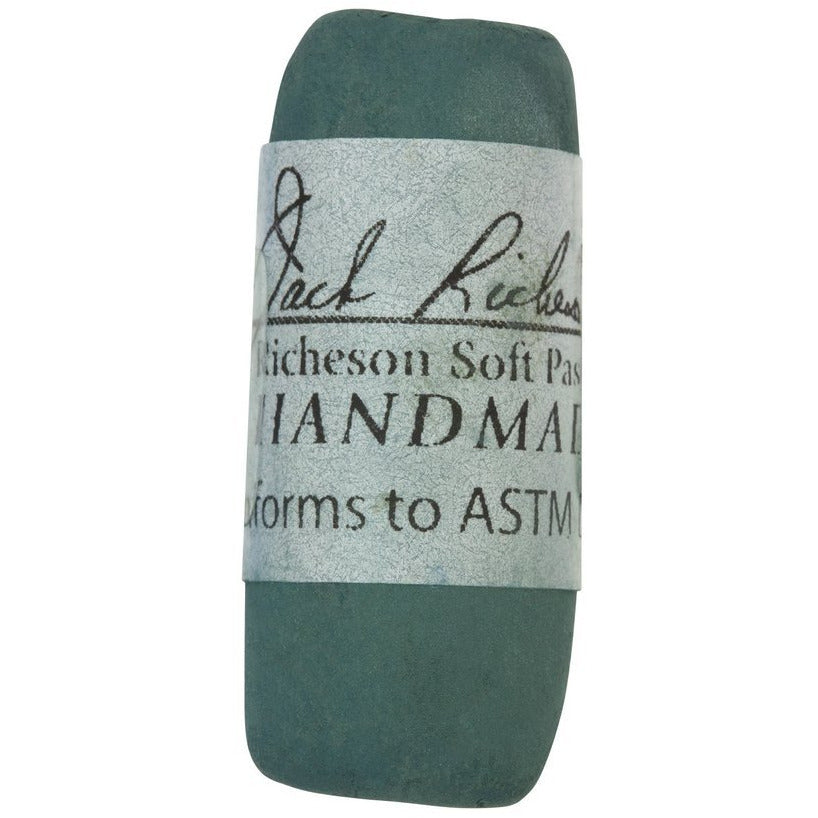 Jack Riches
Richeson Soft Pas
HANDMAD
forms to ASTM